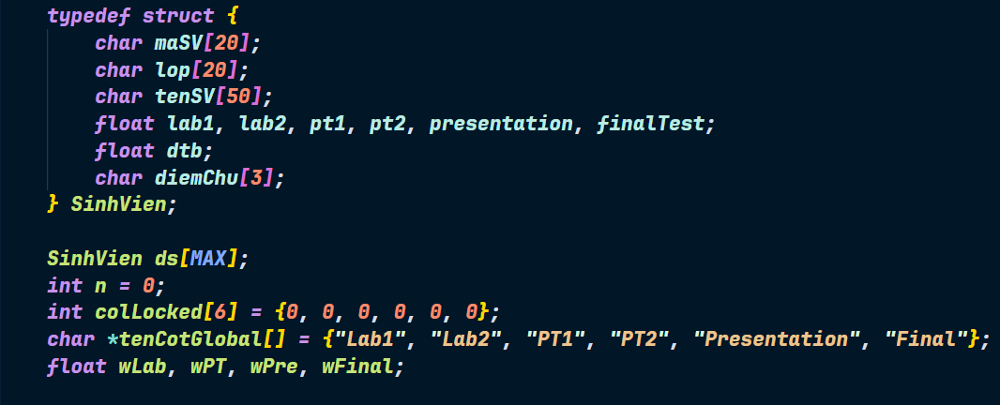 typedef struct {
    char maSV[20];
    char lop[20];
    char tenSV[50];
    float lab1, lab2, pt1, pt2, presentation, finalTest;
    float dtb;
    char diemChu[3];
} SinhVien;

SinhVien ds[MAX];
int n = 0;
int colLocked[6] = {0, 0, 0, 0, 0, 0};
char *tenCotGlobal[] = {"Lab1", "Lab2", "PT1", "PT2", "Presentation", "Final"};
float wLab, wPT, wPre, wFinal;